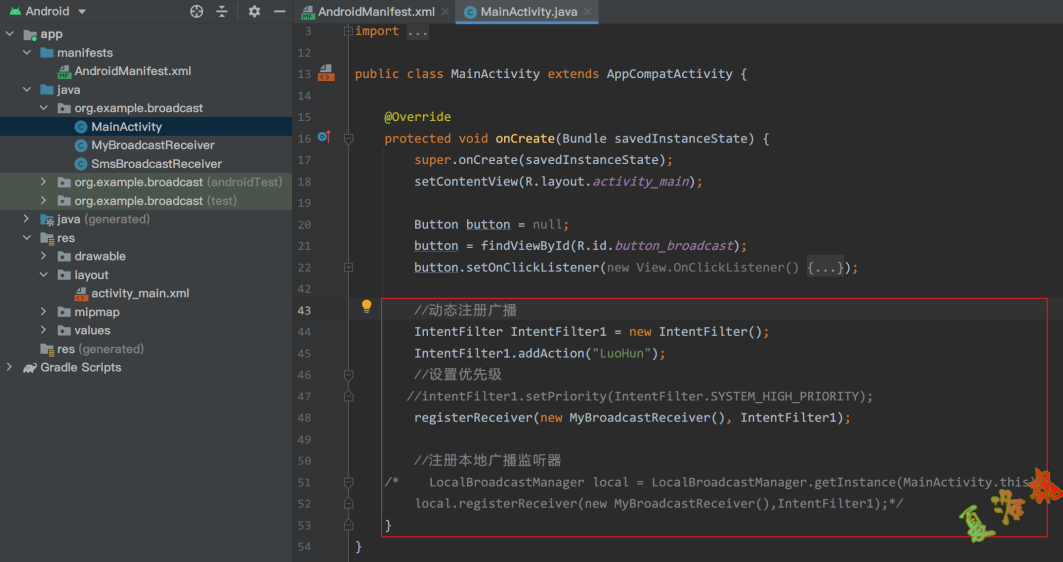 Android
app
manifests
AndroidManifest.xml
java
org.example.broadcast
MainActivity
MyBroadcastReceiver
SmsBroadcastReceiver
org.example.broadcast (androidTest)
org.example.broadcast (test)
java (generated)
res
drawable
layout
activity_main.xml
mipmap
values
res (generated)
Gradle Scripts
AndroidManifest.xml
MainActivity.java
3 import ...
12
13 public class MainActivity extends AppCompatActivity {
14
15 @Override
16 protected void onCreate(Bundle savedInstanceState) {
17 super.onCreate(savedInstanceState);
18 setContentView(R.layout.activity_main);
19
20 Button button = null;
21 button = findViewById(R.id.button_broadcast);
22 button.setOnClickListener(new View.OnClickListener() {...});
42
43 //动态注册广播
44 IntentFilter IntentFilter1 = new IntentFilter();
45 IntentFilter1.addAction("LuoHun");
46 //设置优先级
47 //intentFilter1.setPriority(IntentFilter.SYSTEM_HIGH_PRIORITY);
48 registerReceiver(new MyBroadcastReceiver(), IntentFilter1);
49
50 //注册本地广播监听器
51 /* LocalBroadcastManager local = LocalBroadcastManager.getInstance(MainActivity.this)
52 local.registerReceiver(new MyBroadcastReceiver(),IntentFilter1);*/
53 }
54 }